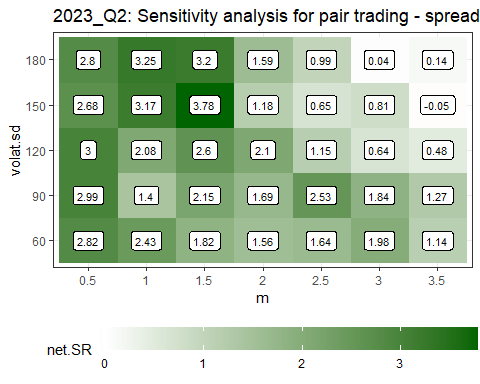 2023_Q2: Sensitivity analysis for pair trading - spread
volat.sd
180 2.8 3.25 3.2 1.59 0.99 0.04 0.14
150 2.68 3.17 3.78 1.18 0.65 0.81 -0.05
120 3 2.08 2.6 2.1 1.15 0.64 0.48
90 2.99 1.4 2.15 1.69 2.53 1.84 1.27
60 2.82 2.43 1.82 1.56 1.64 1.98 1.14
0.5 1 1.5 2 2.5 3 3.5
m
net.SR
0 1 2 3